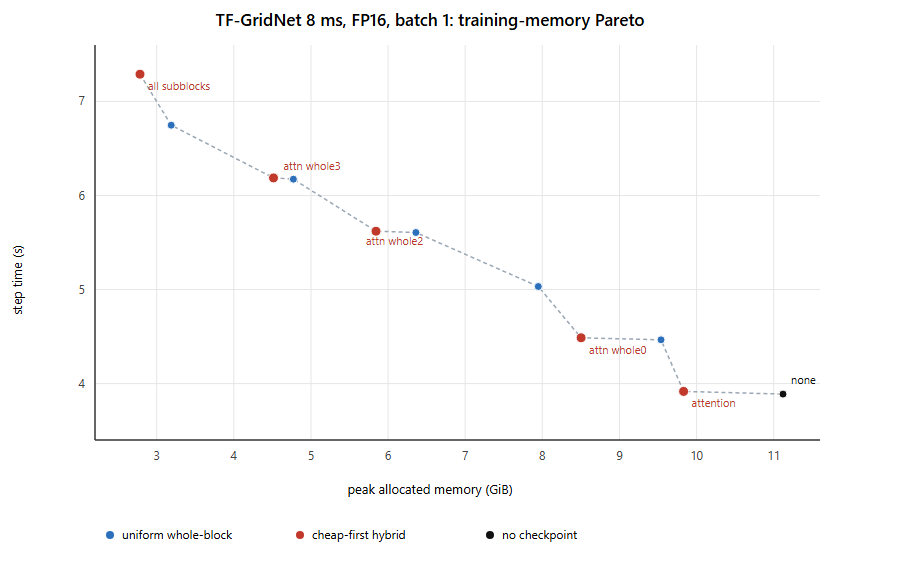 TF-GridNet 8 ms, FP16, batch 1: training-memory Pareto
all subblocks
7
attn whole3
6
attn whole2
step time (s)
5
attn whole0
none
4
attention
3 4 5 6 7 8 9 10 11
peak allocated memory (GiB)
uniform whole-block cheap-first hybrid no checkpoint